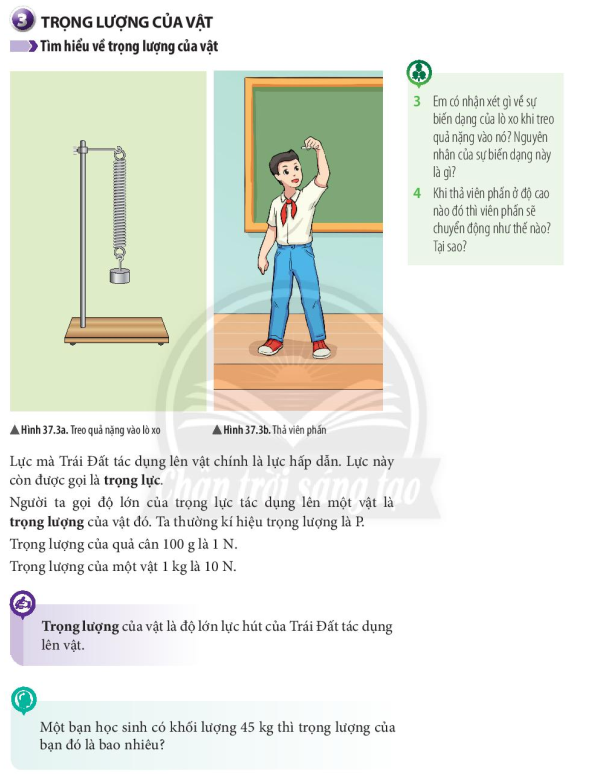 3 TRỌNG LƯỢNG CỦA VẬT
Tìm hiểu về trọng lượng của vật
3 Em có nhận xét gì về sự
biến dạng của lò xo khi treo
quả nặng vào nó? Nguyên
nhân của sự biến dạng này
là gì?
4 Khi thả viên phấn ở độ cao
nào đó thì viên phấn sẽ
chuyển động như thế nào?
Tại sao?
▲Hình 37.3a. Treo quả nặng vào lò xo
▲Hình 37.3b. Thả viên phấn
Lực mà Trái Đất tác dụng lên vật chính là lực hấp dẫn. Lực này
còn được gọi là trọng lực.
Người ta gọi độ lớn của trọng lực tác dụng lên một vật là
trọng lượng của vật đó. Ta thường kí hiệu trọng lượng là P.
Trọng lượng của quả cân 100 g là 1 N.
Trọng lượng của một vật 1 kg là 10 N.
Chân trời sáng tạo
Trọng lượng của vật là độ lớn lực hút của Trái Đất tác dụng
lên vật.
Một bạn học sinh có khối lượng 45 kg thì trọng lượng của
bạn đó là bao nhiêu?